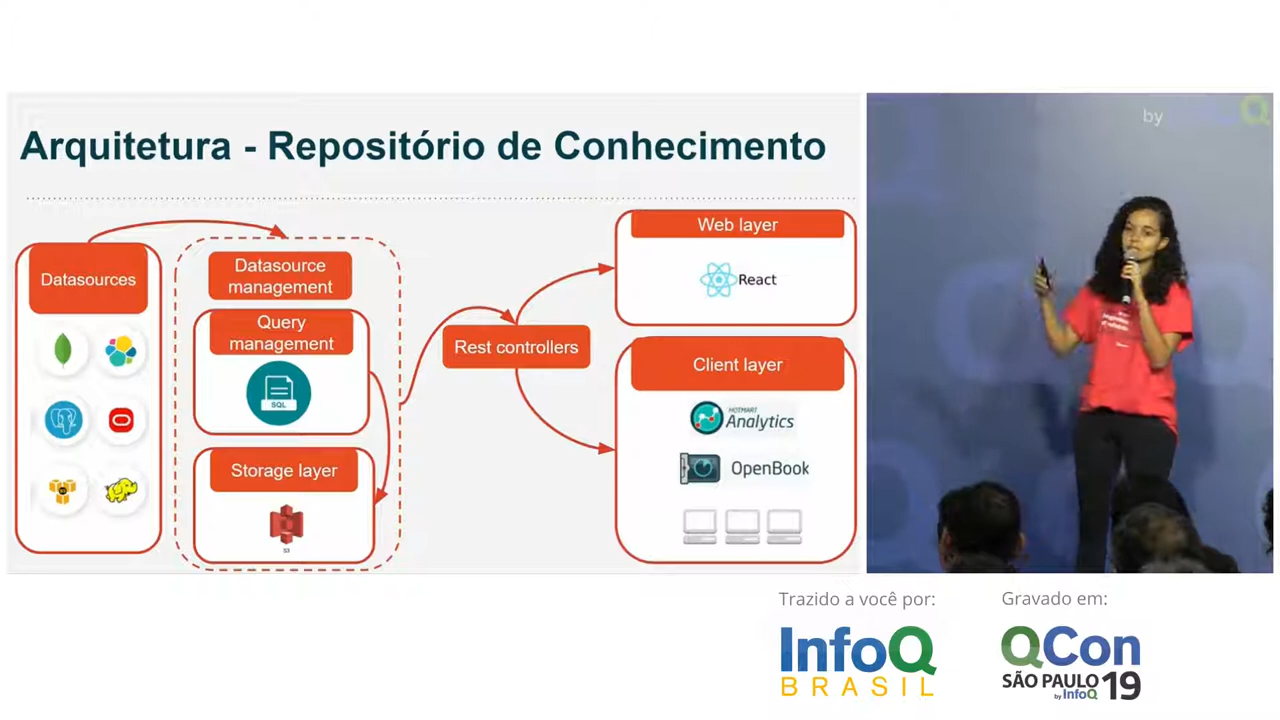 Arquitetura - Repositório de Conhecimento
Datasources
Datasource
management
Query
management
SQL
Storage layer
S3
Rest controllers
Web layer
React
Client layer
HOTMART
Analytics
OpenBook
by
Trazido a você por:
InfoQ
BRASIL
Gravado em:
QCon
SÃO PAULO 19
by InfoQ